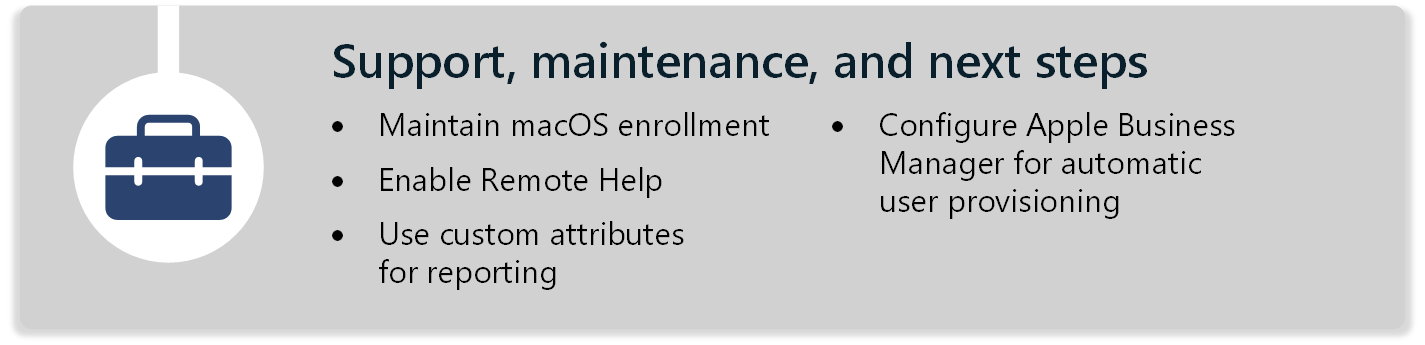 Support, maintenance, and next steps
• Maintain macOS enrollment
• Enable Remote Help
• Use custom attributes
for reporting
• Configure Apple Business
Manager for automatic
user provisioning